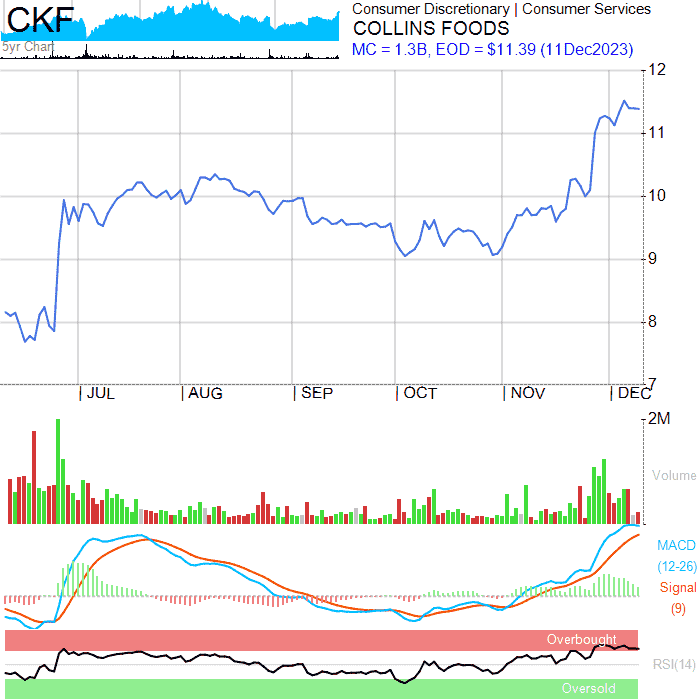 CKF
5yr Chart
Consumer Discretionary | Consumer Services
COLLINS FOODS
MC = 1.3B, EOD = $11.39 (11Dec2023)
12
11
10
9
8
7
| JUL | AUG | SEP | OCT | NOV | DEC
2M
Volume
MACD
(12-26)
Signal
(9)
Overbought
RSI(14)
Oversold